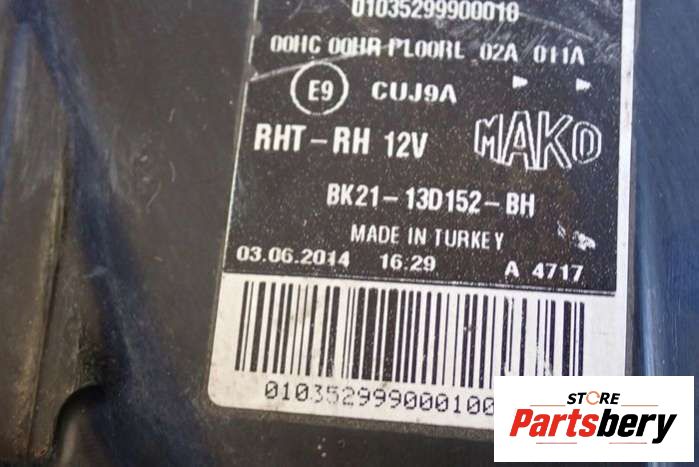 01035299900010
00HC 00HR PL00RL 02A 011A
E9 CUJ9A
RHT-RH 12V MAKO
BK21-13D152-BH
MADE IN TURKEY
03.06.2014 16.29 A 4717
STORE
Partsbery